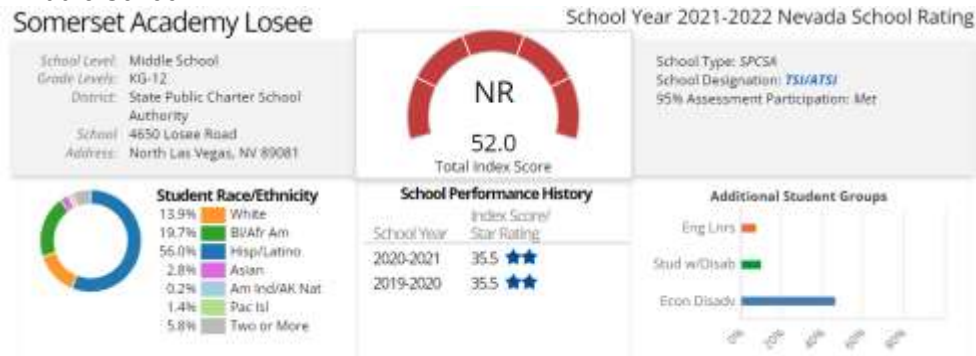 Somerset Academy Losee
School Year 2021-2022 Nevada School Rating
School Level: Middle School
Grade Levels: KG-12
District: State Public Charter School
Authority
School 4650 Losee Road
Address: North Las Vegas, NV 89081
NR
52.0
Total Index Score
School Type: SPCSA
School Designation: TSI/ATSI
95% Assessment Participation: Met
Student Race/Ethnicity
13.9% White
19.7% Bl/Afr Am
56.0% Hisp/Latino
2.8% Asian
0.2% Am Ind/AK Nat
1.4% Pac Isl
5.8% Two or More
School Performance History
Index Score/
School Year Star Rating
2020-2021 35.5
2019-2020 35.5
Additional Student Groups
Eng Lnrs
Stud w/Disab
Econ Disadv
0% 20% 40% 60% 80%